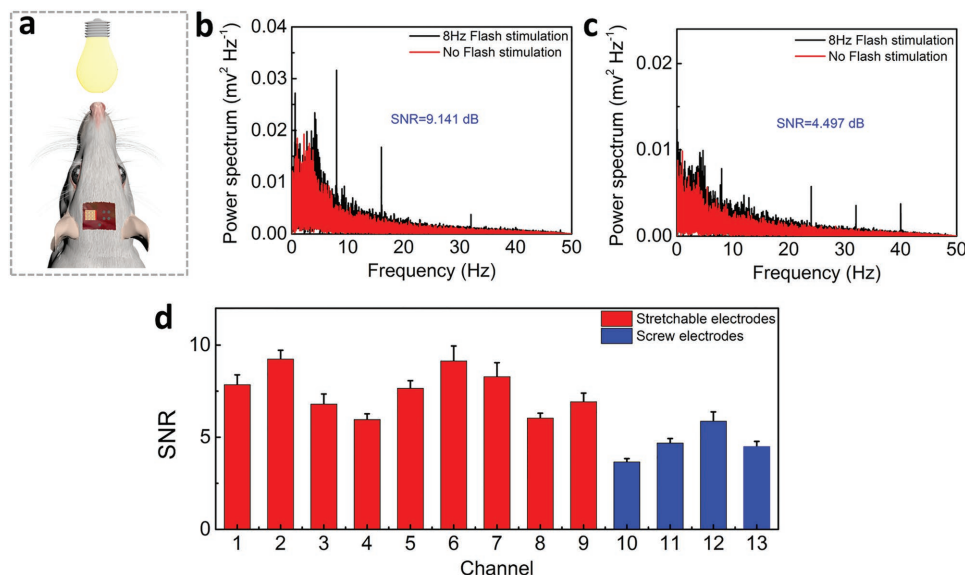 a
b
Power spectrum (mv² Hz⁻¹)
0.04
0.03
0.02
0.01
0.00
8Hz Flash stimulation
No Flash stimulation
SNR=9.141 dB
0 10 20 30 40 50
Frequency (Hz)
c
Power spectrum (mv² Hz⁻¹)
0.02
0.01
0.00
8Hz Flash stimulation
No Flash stimulation
SNR=4.497 dB
0 10 20 30 40 50
Frequency (Hz)
d
SNR
10
5
0
Stretchable electrodes
Screw electrodes
1 2 3 4 5 6 7 8 9 10 11 12 13
Channel